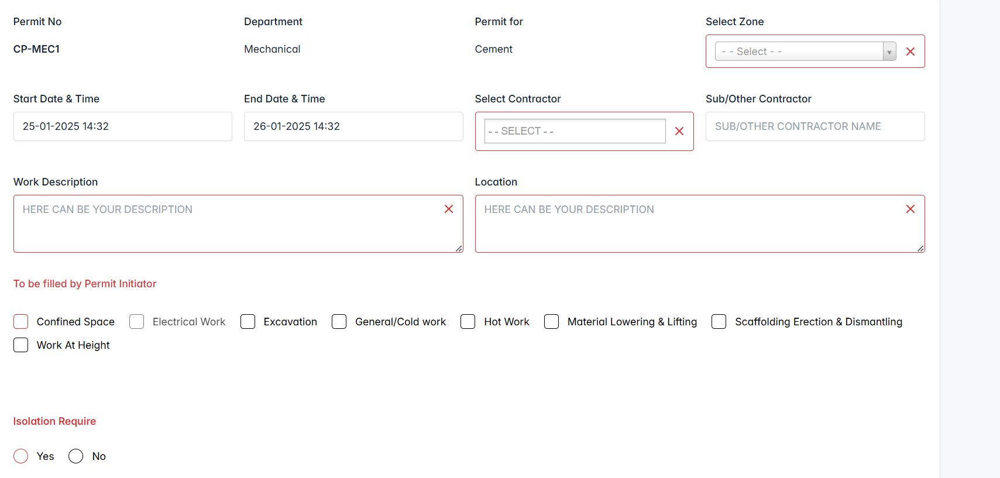 Permit No Department Permit for Select Zone
CP-MEC1 Mechanical Cement - - Select - -
Start Date & Time End Date & Time Select Contractor Sub/Other Contractor
25-01-2025 14:32 26-01-2025 14:32 - - SELECT - - SUB/OTHER CONTRACTOR NAME
Work Description Location
HERE CAN BE YOUR DESCRIPTION HERE CAN BE YOUR DESCRIPTION
To be filled by Permit Initiator
Confined Space Electrical Work Excavation General/Cold work Hot Work Material Lowering & Lifting Scaffolding Erection & Dismantling
Work At Height
Isolation Require
Yes No